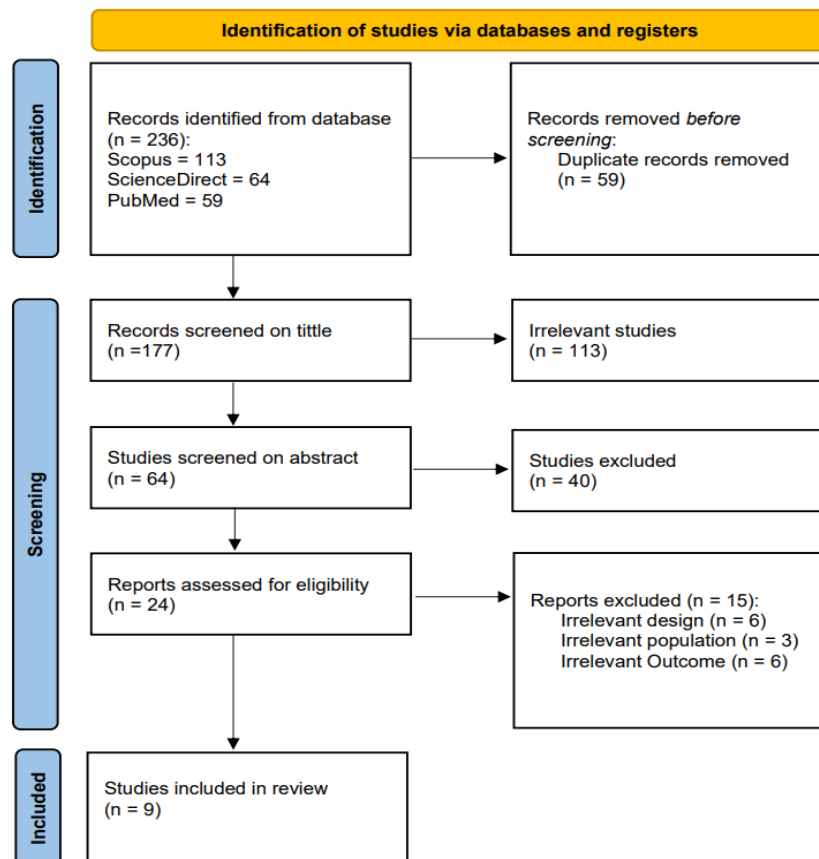 Identification of studies via databases and registers
Identification
Records identified from database
(n = 236):
Scopus = 113
ScienceDirect = 64
PubMed = 59
Records removed before
screening:
Duplicate records removed
(n = 59)
Screening
Records screened on tittle
(n =177)
Irrelevant studies
(n = 113)
Studies screened on abstract
(n = 64)
Studies excluded
(n = 40)
Reports assessed for eligibility
(n = 24)
Reports excluded (n = 15):
Irrelevant design (n = 6)
Irrelevant population (n = 3)
Irrelevant Outcome (n = 6)
Included
Studies included in review
(n = 9)